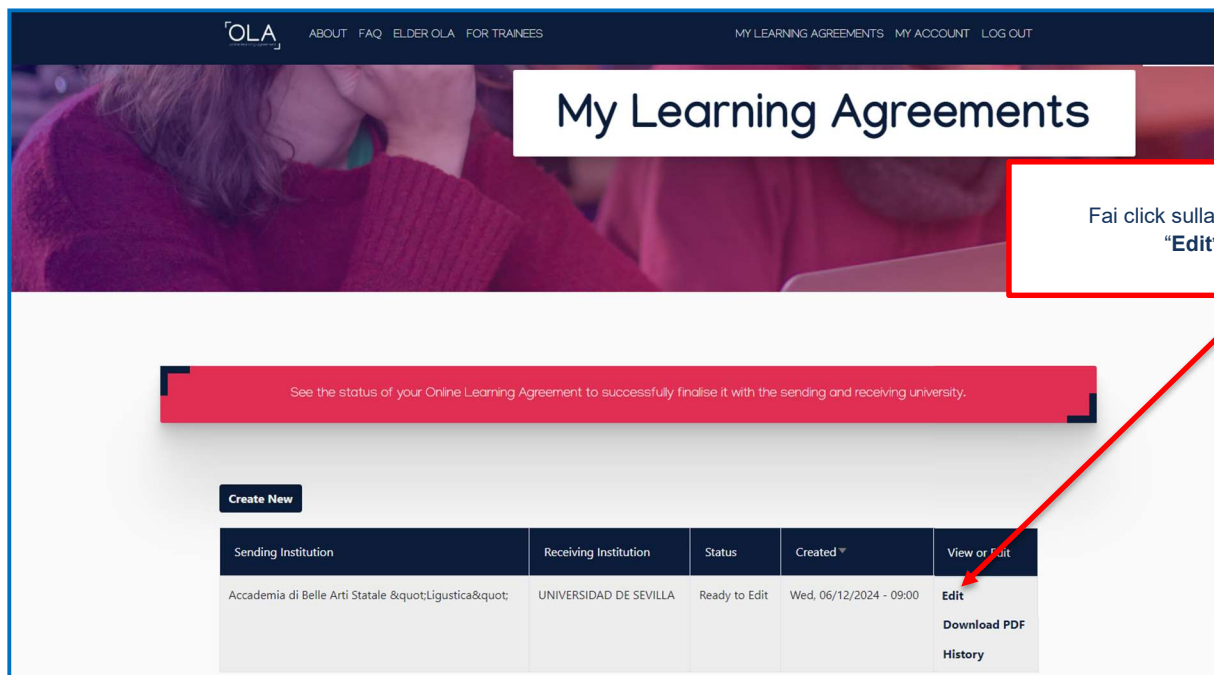 OLA ABOUT FAQ ELDER OLA FOR TRAINEES MY LEARNING AGREEMENTS MY ACCOUNT LOG OUT
My Learning Agreements
Fai click sulla
“Edit
See the status of your Online Learning Agreement to successfully finalise it with the sending and receiving university.
Create New
Sending Institution Receiving Institution Status Created View or Edit
Accademia di Belle Arti Statale &quot;Ligustica&quot; UNIVERSIDAD DE SEVILLA Ready to Edit Wed, 06/12/2024 - 09:00 Edit
Download PDF
History